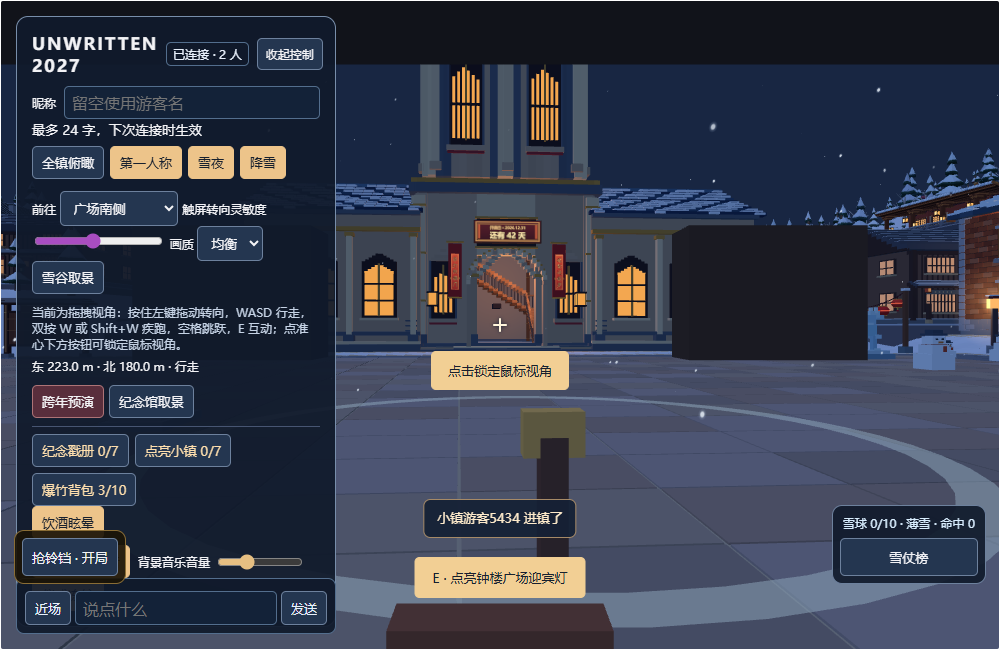 UNWRITTEN
2027
已连接 · 2 人
收起控制
昵称
留空使用游客名
最多 24 字，下次连接时生效
全镇俯瞰
第一人称
雪夜
降雪
前往
广场南侧
触屏转向灵敏度
画质
均衡
雪谷取景
当前为拖拽视角：按住左键拖动转向，WASD 行走，
双按 W 或 Shift+W 疾跑，空格跳跃，E 互动；点准
心下方按钮可锁定鼠标视角。
东 223.0 m · 北 180.0 m · 行走
跨年预演
纪念馆取景
纪念戳册 0/7
点亮小镇 0/7
爆竹背包 3/10
饮酒眩晕
抢铃铛 · 开局
背景音乐音量
近场
说点什么
发送
还有 42 天
点击锁定鼠标视角
小镇游客5434 进镇了
E · 点亮钟楼广场迎宾灯
雪球 0/10 · 薄雪 · 命中 0
雪仗榜